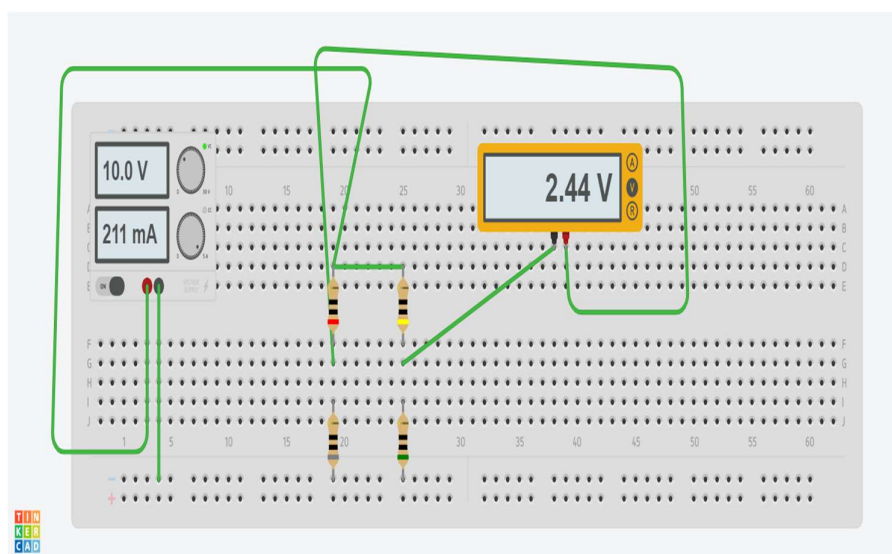 10.0 V
211 mA
ON
2.44 V
A
V
R
10 15 20 25 30 45 50 55 60
A A
B B
C C
D D
E E
F F
G G
H H
I I
J J
1 5 10 15 20 25 30 35 40 45 50 55 60
TIN
KER
CAD